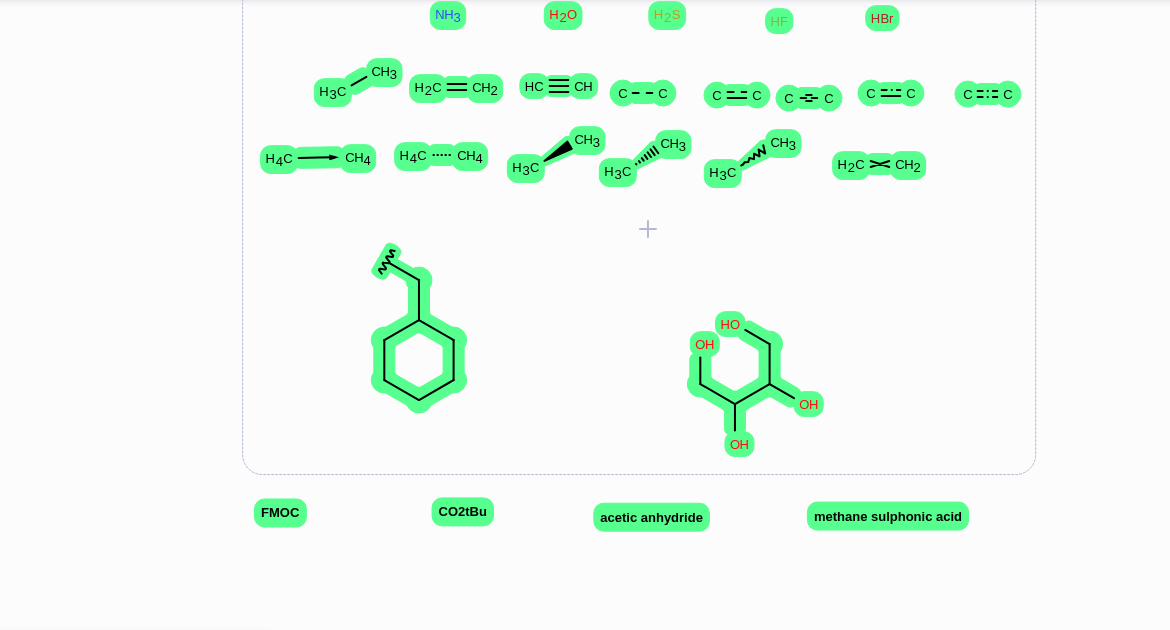 NH3 H2O H2S HF HBr
H3C CH3 H2C CH2 HC CH C C C C C C C C C C
H4C CH4 H4C CH4 H3C CH3 H3C CH3 H3C CH3 H2C CH2
HO
OH
OH
OH
FMOC CO2tBu acetic anhydride methane sulphonic acid